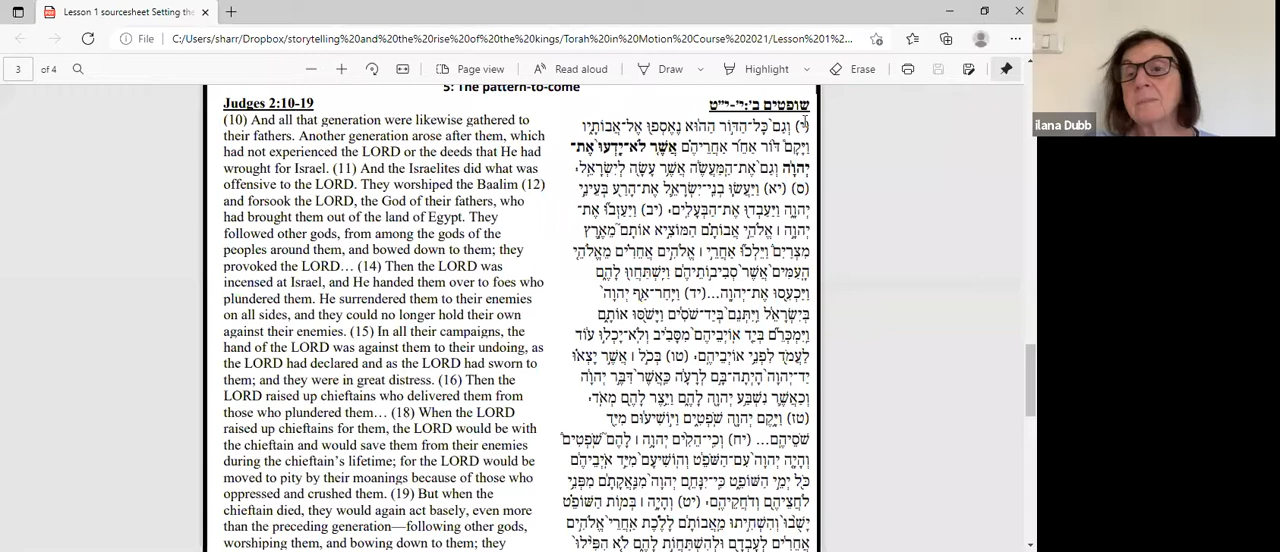 Lesson 1 sourcesheet Setting the
File
C:/Users/sharr/Dropbox/storytelling%20and%20the%20rise%20of%20the%20kings/Torah%20in%20Motion%20Course%202021/Lesson%201%2...
3 of 4
Page view
Read aloud
Draw
Highlight
Erase
ilana Dubb
5: The pattern-to-come
Judges 2:10-19
(10) And all that generation were likewise gathered to
their fathers. Another generation arose after them, which
had not experienced the LORD or the deeds that He had
wrought for Israel. (11) And the Israelites did what was
offensive to the LORD. They worshiped the Baalim (12)
and forsook the LORD, the God of their fathers, who
had brought them out of the land of Egypt. They
followed other gods, from among the gods of the
peoples around them, and bowed down to them; they
provoked the LORD… (14) Then the LORD was
incensed at Israel, and He handed them over to foes who
plundered them. He surrendered them to their enemies
on all sides, and they could no longer hold their own
against their enemies. (15) In all their campaigns, the
hand of the LORD was against them to their undoing, as
the LORD had declared and as the LORD had sworn to
them; and they were in great distress. (16) Then the
LORD raised up chieftains who delivered them from
those who plundered them… (18) When the LORD
raised up chieftains for them, the LORD would be with
the chieftain and would save them from their enemies
during the chieftain’s lifetime; for the LORD would be
moved to pity by their moanings because of those who
oppressed and crushed them. (19) But when the
chieftain died, they would again act basely, even more
than the preceding generation—following other gods,
worshiping them, and bowing down to them; they
שופטים ב':י'-י"ט
(י) וְגַם֙ כׇּל־הַדּ֣וֹר הַה֔וּא נֶאֶסְפ֖וּ אֶל־אֲבוֹתָ֑יו
וַיָּ֩קׇם֩ דּ֨וֹר אַחֵ֜ר אַחֲרֵיהֶ֗ם אֲשֶׁ֤ר לֹא־יָֽדְעוּ֙ אֶת־
יְהֹוָ֔ה וְגַם֙ אֶת־הַֽמַּעֲשֶׂ֔ה אֲשֶׁ֥ר עָשָׂ֖ה לְיִשְׂרָאֵֽל׃
(ס) (יא) וַיַּעֲשׂ֧וּ בְנֵֽי־יִשְׂרָאֵ֛ל אֶת־הָרַ֖ע בְּעֵינֵ֣י
יְהֹוָ֑ה וַיַּעַבְד֖וּ אֶת־הַבְּעָלִֽים׃ (יב) וַיַּעַזְב֞וּ אֶת־
יְהֹוָ֣ה ׀ אֱלֹהֵ֣י אֲבוֹתָ֗ם הַמּוֹצִ֣יא אוֹתָם֮ מֵאֶ֣רֶץ
מִצְרַ֒יִם֒ וַיֵּלְכ֞וּ אַחֲרֵ֣י ׀ אֱלֹהִ֣ים אֲחֵרִ֗ים מֵאֱלֹהֵ֤י
הָֽעַמִּים֙ אֲשֶׁר֙ סְבִיב֣וֹתֵיהֶ֔ם וַיִּֽשְׁתַּחֲו֖וּ לָהֶ֑ם
וַיַּכְעִ֖סוּ אֶת־יְהֹוָֽה...(יד) וַיִּֽחַר־אַ֤ף יְהֹוָה֙
בְּיִשְׂרָאֵ֔ל וַֽיִּתְּנֵם֙ בְּיַד־שֹׁסִ֔ים וַיָּשֹׁ֖סּוּ אוֹתָ֑ם
וַֽיִּמְכְּרֵ֞ם בְּיַ֤ד אֽוֹיְבֵיהֶם֙ מִסָּבִ֔יב וְלֹא־יָכְל֣וּ ע֔וֹד
לַעֲמֹ֖ד לִפְנֵ֥י אוֹיְבֵיהֶֽם׃ (טו) בְּכֹ֣ל ׀ אֲשֶׁ֣ר יָצְא֗וּ
יַד־יְהֹוָה֙ הָיְתָה־בָּ֣ם לְרָעָ֔ה כַּֽאֲשֶׁר֙ דִּבֶּ֣ר יְהֹוָ֔ה
וְכַאֲשֶׁ֛ר נִשְׁבַּ֥ע יְהֹוָ֖ה לָהֶ֑ם וַיֵּ֥צֶר לָהֶ֖ם מְאֹֽד׃
(טז) וַיָּ֥קֶם יְהֹוָ֖ה שֹׁפְטִ֑ים וַיּ֣וֹשִׁיע֔וּם מִיַּ֖ד
שֹׁסֵיהֶֽם... (יח) וְכִֽי־הֵקִ֨ים יְהֹוָ֥ה ׀ לָהֶם֮ שֹֽׁפְטִים֒
וְהָיָ֤ה יְהֹוָה֙ עִם־הַשֹּׁפֵ֔ט וְהֽוֹשִׁיעָם֙ מִיַּ֣ד אֹֽיְבֵיהֶ֔ם
כֹּ֖ל יְמֵ֣י הַשּׁוֹפֵ֑ט כִּֽי־יִנָּחֵ֤ם יְהֹוָה֙ מִנַּֽאֲקָתָ֔ם מִפְּנֵ֥י
לֹחֲצֵיהֶ֖ם וְדֹחֲקֵיהֶֽם׃ (יט) וְהָיָ֣ה ׀ בְּמ֣וֹת הַשּׁוֹפֵ֗ט
יָשֻׁ֙בוּ֙ וְהִשְׁחִ֣יתוּ מֵֽאֲבוֹתָ֔ם לָלֶ֗כֶת אַֽחֲרֵי֙ אֱלֹהִ֣ים
אֲחֵרִ֔ים לְעׇבְדָ֖ם וּלְהִשְׁתַּחֲוֺ֣ת לָהֶ֑ם לֹ֤א הִפִּ֙ילוּ֙